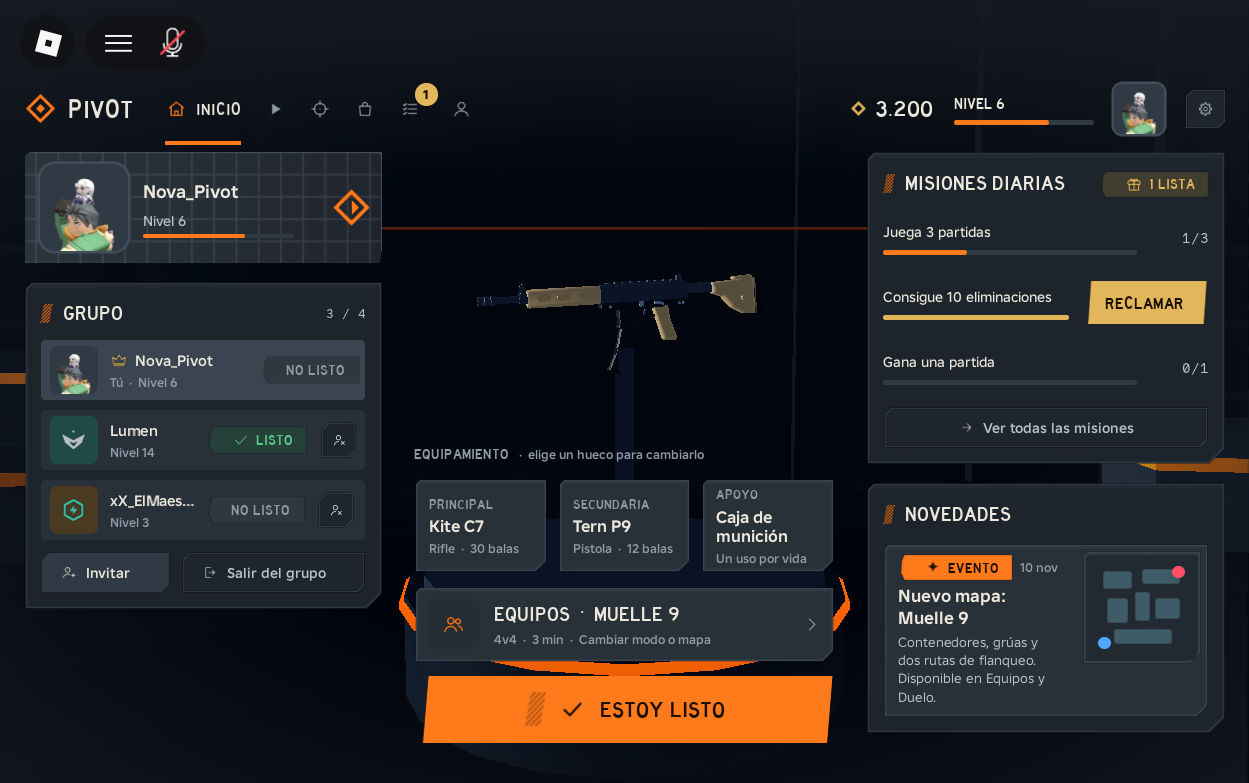 PIVOT
INICIO
1
3.200
NIVEL 6
Nova_Pivot
Nivel 6
GRUPO
3 / 4
Nova_Pivot
Tú · Nivel 6
NO LISTO
Lumen
Nivel 14
LISTO
xX_ElMaes...
Nivel 3
NO LISTO
Invitar
Salir del grupo
EQUIPAMIENTO · elige un hueco para cambiarlo
PRINCIPAL
Kite C7
Rifle · 30 balas
SECUNDARIA
Tern P9
Pistola · 12 balas
APOYO
Caja de
munición
Un uso por vida
EQUIPOS · MUELLE 9
4v4 · 3 min · Cambiar modo o mapa
ESTOY LISTO
MISIONES DIARIAS
1 LISTA
Juega 3 partidas
1/3
Consigue 10 eliminaciones
RECLAMAR
Gana una partida
0/1
Ver todas las misiones
NOVEDADES
EVENTO
10 nov
Nuevo mapa:
Muelle 9
Contenedores, grúas y
dos rutas de flanqueo.
Disponible en Equipos y
Duelo.